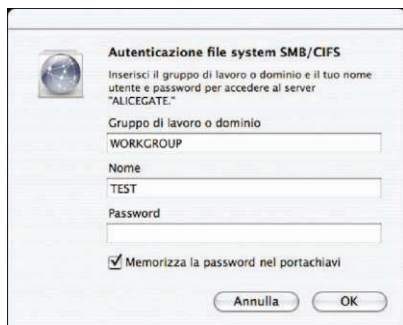 Autenticazione file system SMB/CIFS
Inserisci il gruppo di lavoro o dominio e il tuo nome
utente e password per accedere al server
"ALICEGATE."
Gruppo di lavoro o dominio
WORKGROUP
Nome
TEST
Password
Memorizza la password nel portachiavi
Annulla OK